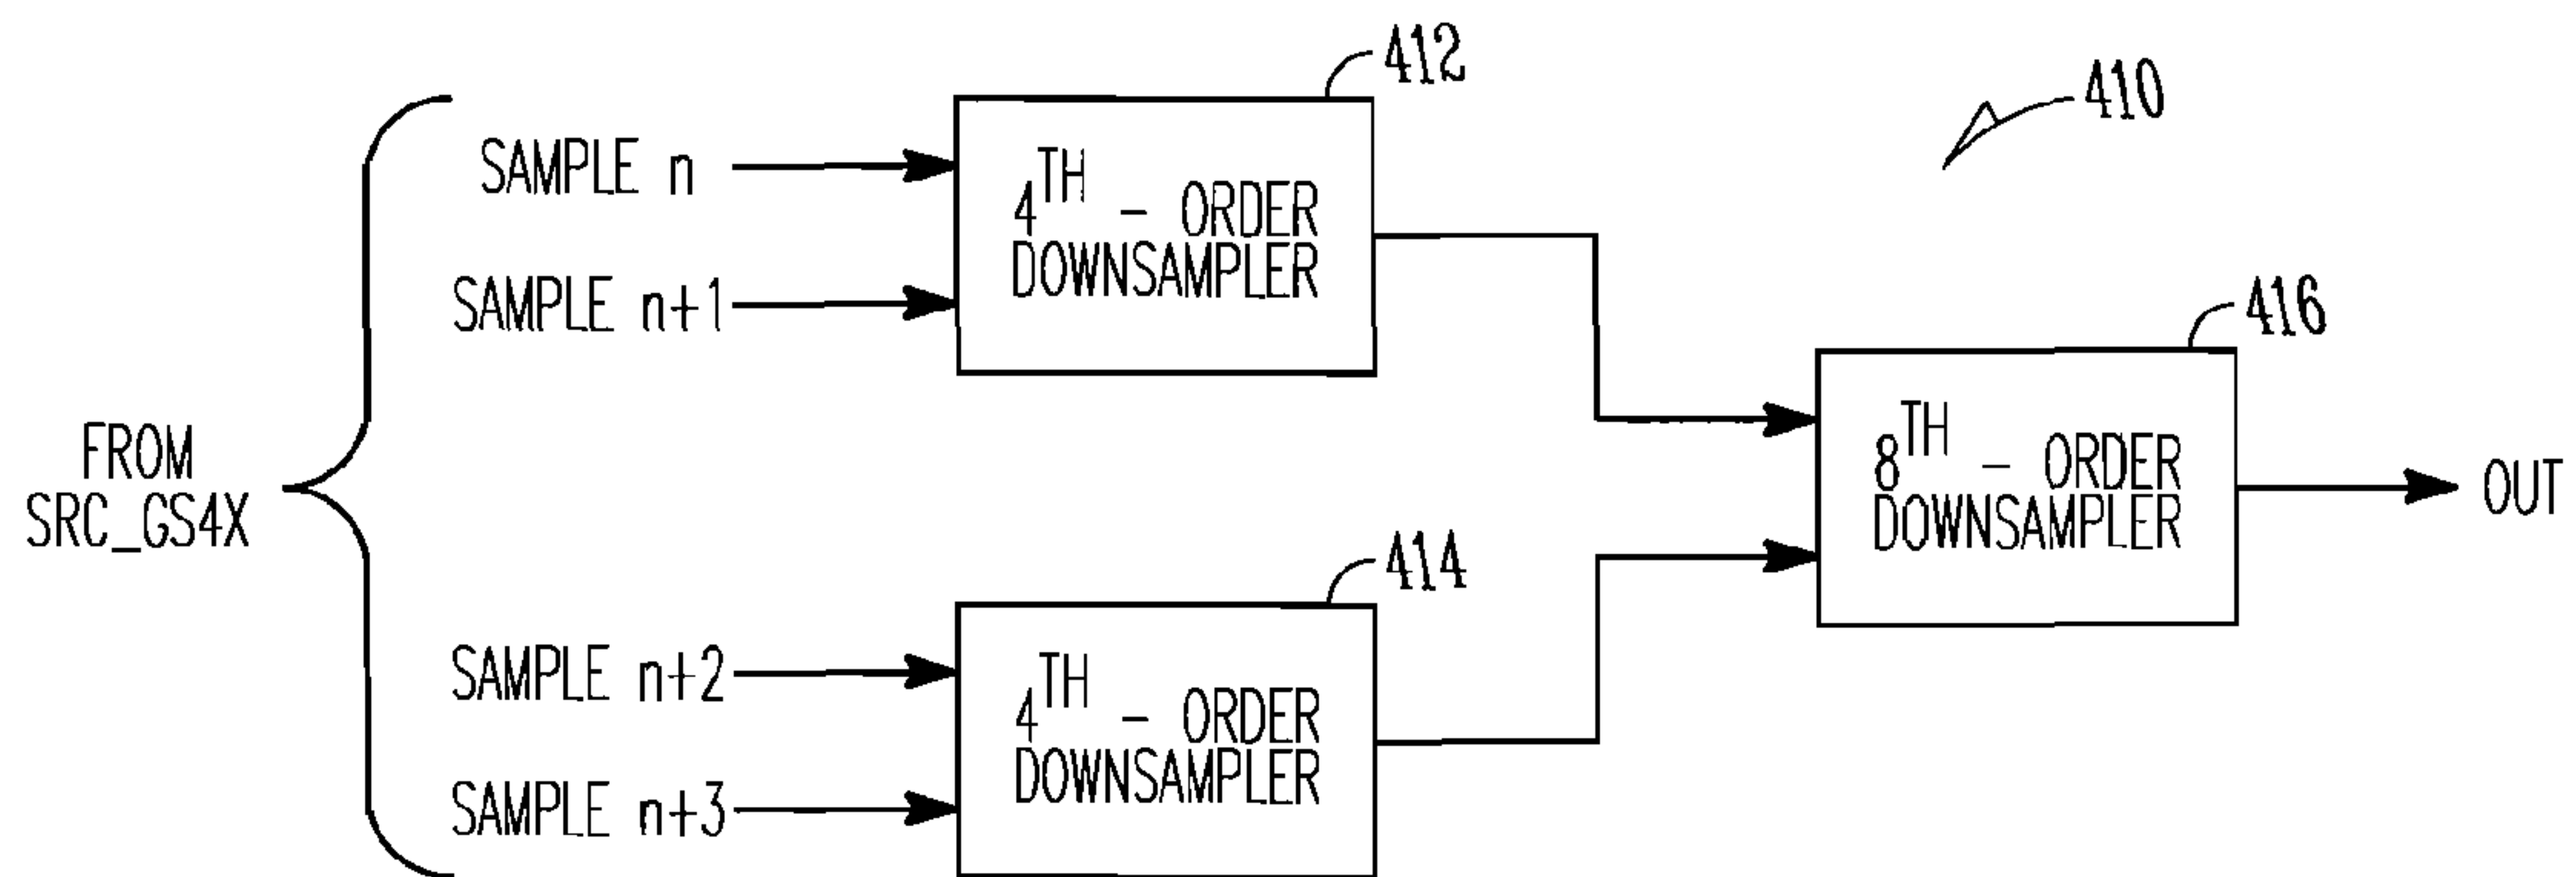 412
410
SAMPLE n
4TH - ORDER
DOWNSAMPLER
SAMPLE n+1
416
FROM
SRC_GS4X
8TH - ORDER
DOWNSAMPLER
OUT
414
SAMPLE n+2
4TH - ORDER
DOWNSAMPLER
SAMPLE n+3